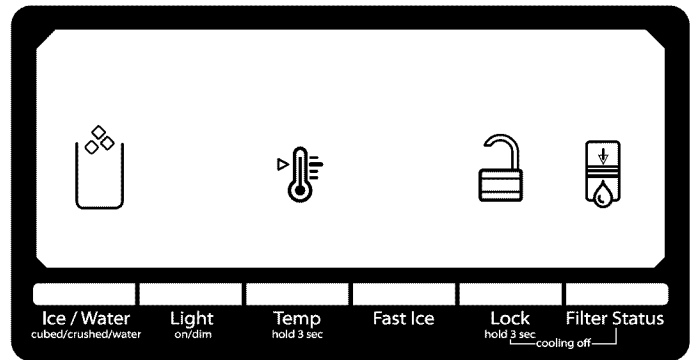 Ice / Water Light Temp Fast Ice Lock Filter Status
cubed/crushed/water on/dim hold 3 sec hold 3 sec
cooling off